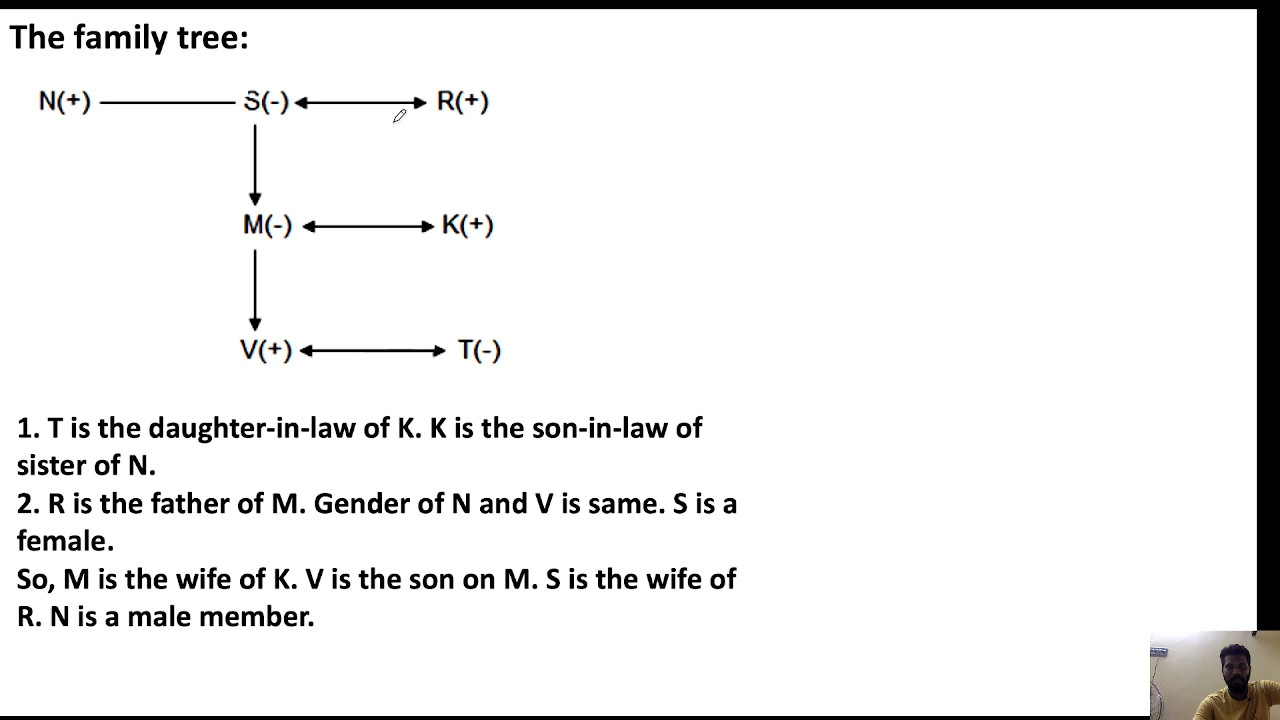 The family tree:
N(+) S(-) R(+)
M(-) K(+)
V(+) T(-)
1. T is the daughter-in-law of K. K is the son-in-law of
sister of N.
2. R is the father of M. Gender of N and V is same. S is a
female.
So, M is the wife of K. V is the son on M. S is the wife of
R. N is a male member.